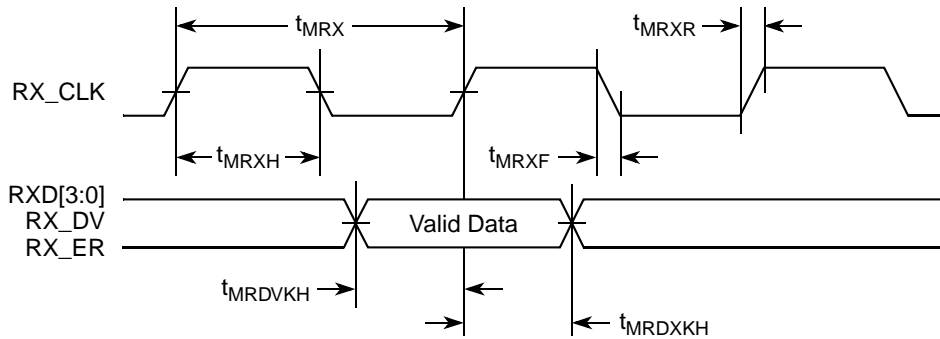 tMRX
tMRXR
RX_CLK
tMRXH
tMRXF
RXD[3:0]
RX_DV
RX_ER
Valid Data
tMRDVKH
tMRDXKH